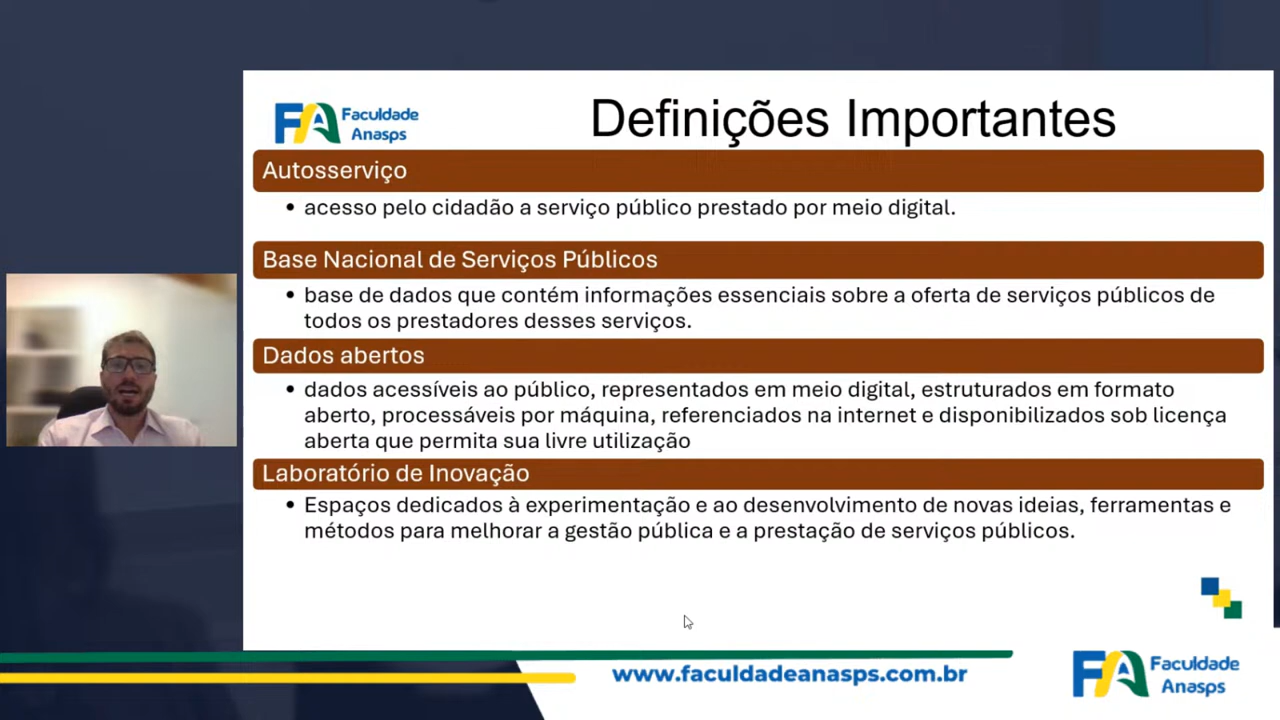 Faculdade
Anasps
Definições Importantes
Autosserviço
• acesso pelo cidadão a serviço público prestado por meio digital.
Base Nacional de Serviços Públicos
• base de dados que contém informações essenciais sobre a oferta de serviços públicos de
todos os prestadores desses serviços.
Dados abertos
• dados acessíveis ao público, representados em meio digital, estruturados em formato
aberto, processáveis por máquina, referenciados na internet e disponibilizados sob licença
aberta que permita sua livre utilização
Laboratório de Inovação
• Espaços dedicados à experimentação e ao desenvolvimento de novas ideias, ferramentas e
métodos para melhorar a gestão pública e a prestação de serviços públicos.
www.faculdadeanasps.com.br
FA Faculdade
Anasps